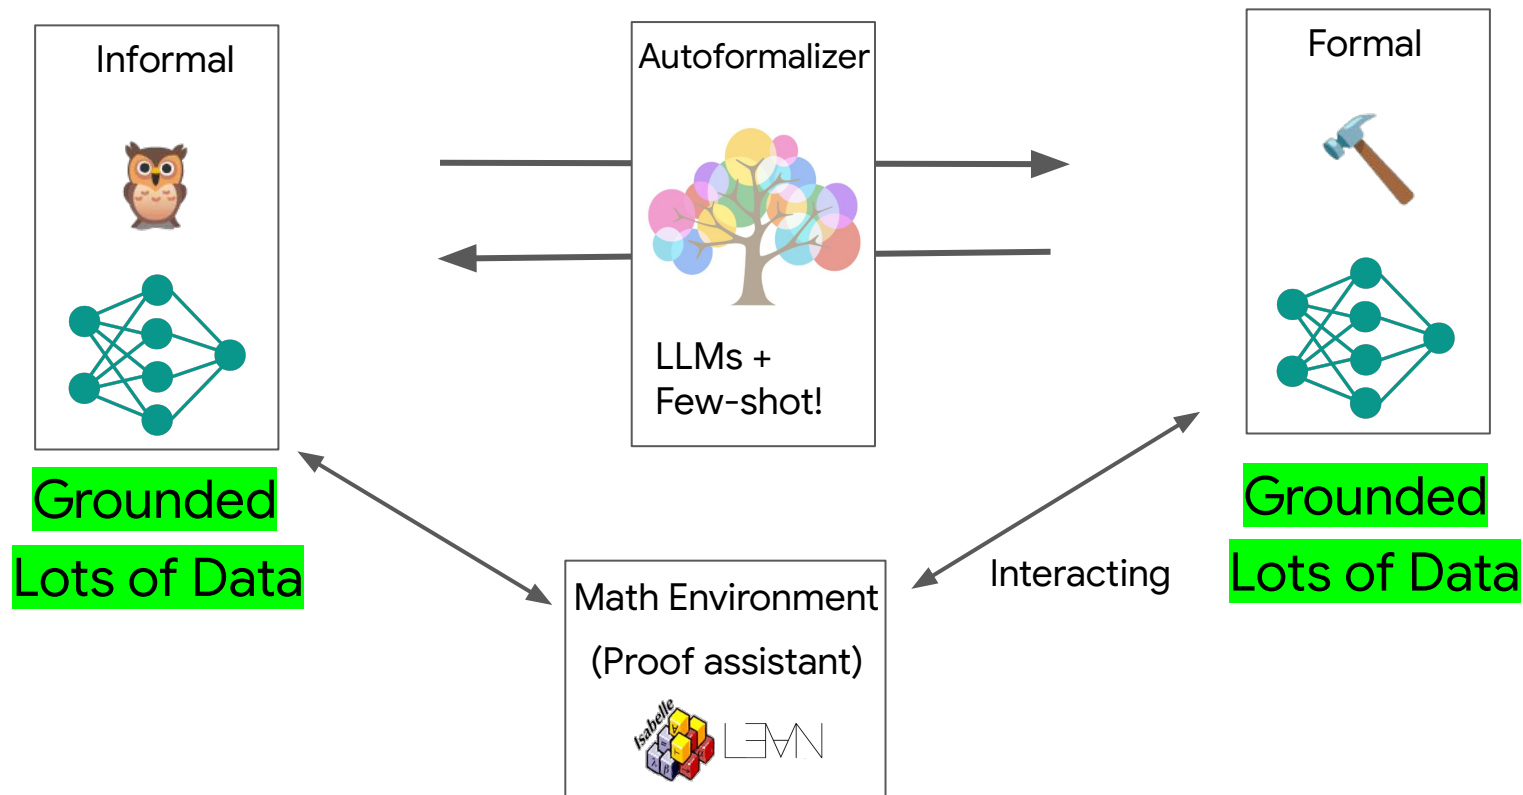 Informal
Autoformalizer
Formal
LLMs +
Few-shot!
Grounded
Lots of Data
Grounded
Lots of Data
Interacting
Math Environment
(Proof assistant)
Isabelle
L∃∀N